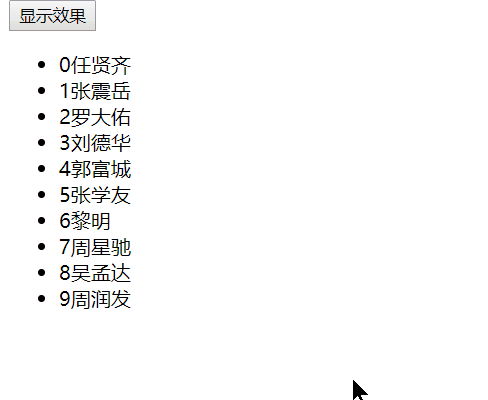 显示效果
0任贤齐
1张震岳
2罗大佑
3刘德华
4郭富城
5张学友
6黎明
7周星驰
8吴孟达
9周润发